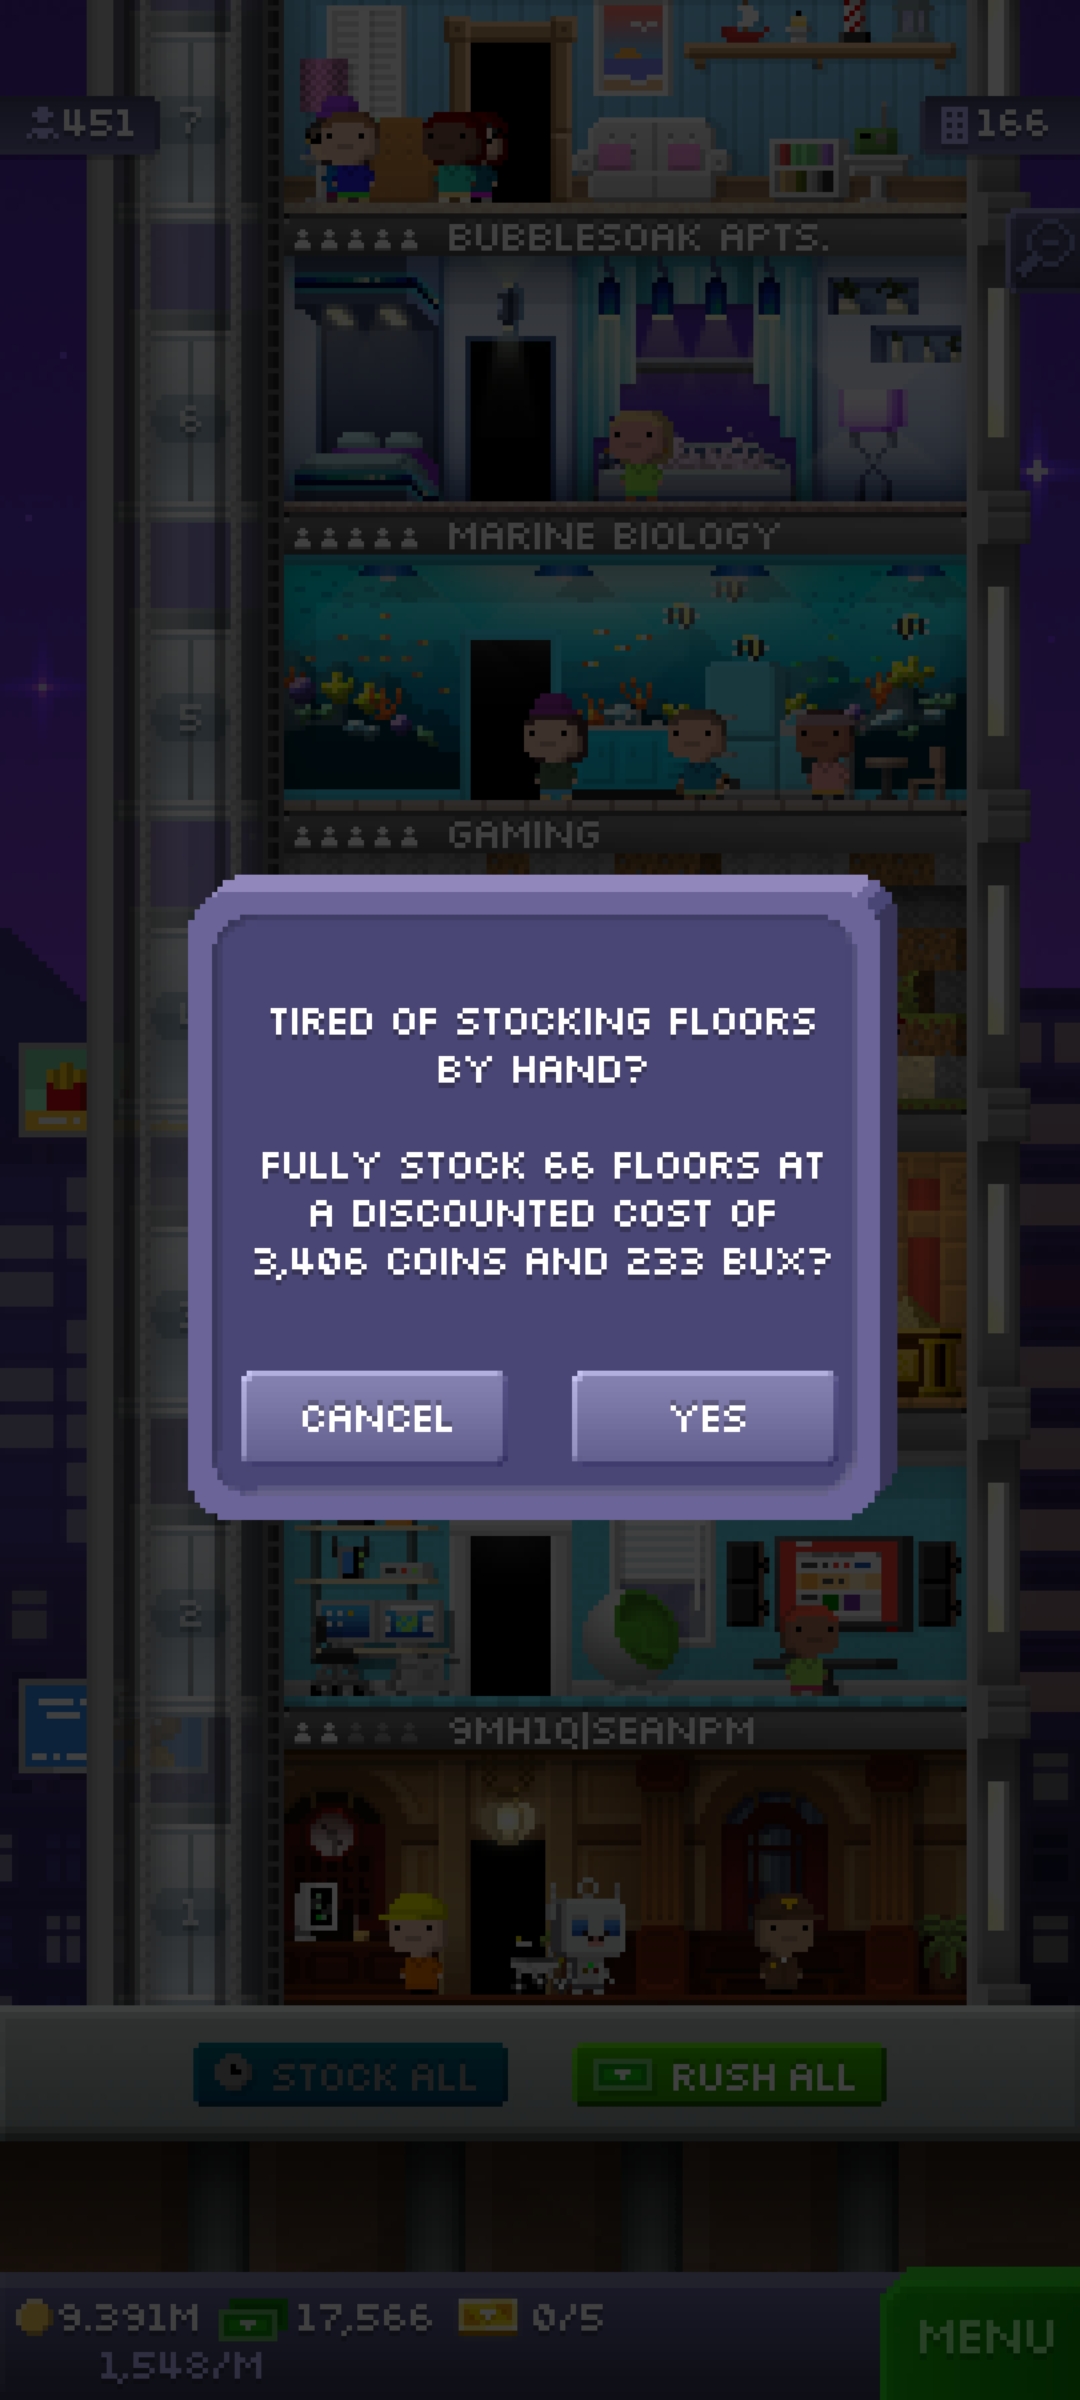 451
7
166
BUBBLESOAK APTS.
6
MARINE BIOLOGY
5
GAMING
TIRED OF STOCKING FLOORS
BY HAND?
FULLY STOCK 66 FLOORS AT
A DISCOUNTED COST OF
3,406 COINS AND 233 BUX?
CANCEL
YES
2
9MH1Q|SEANPM
1
STOCK ALL
RUSH ALL
9.391M
17,566
0/5
MENU
1,548/M